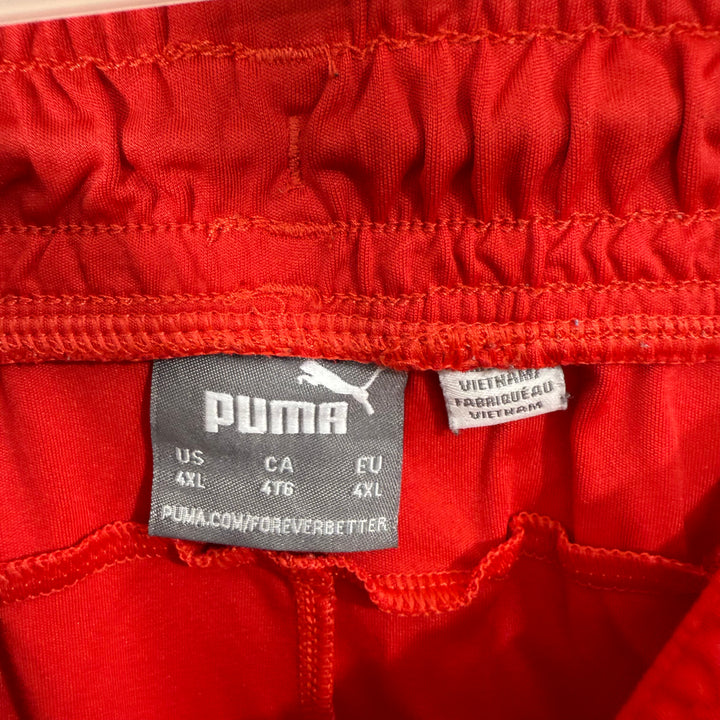 PUMA
US CA EU
4XL 4TG 4XL
PUMA.COM/FOREVERBETTER
VIETNAM/
FABRIQUÉ AU
VIETNAM